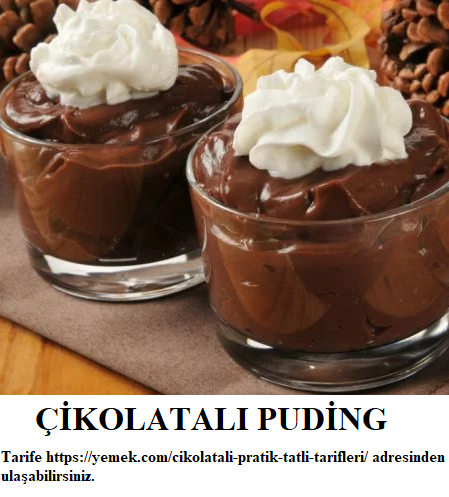 ÇİKOLATALI PUDİNG
Tarife https://yemek.com/cikolatali-pratik-tatli-tarifleri/ adresinden
ulaşabilirsiniz.